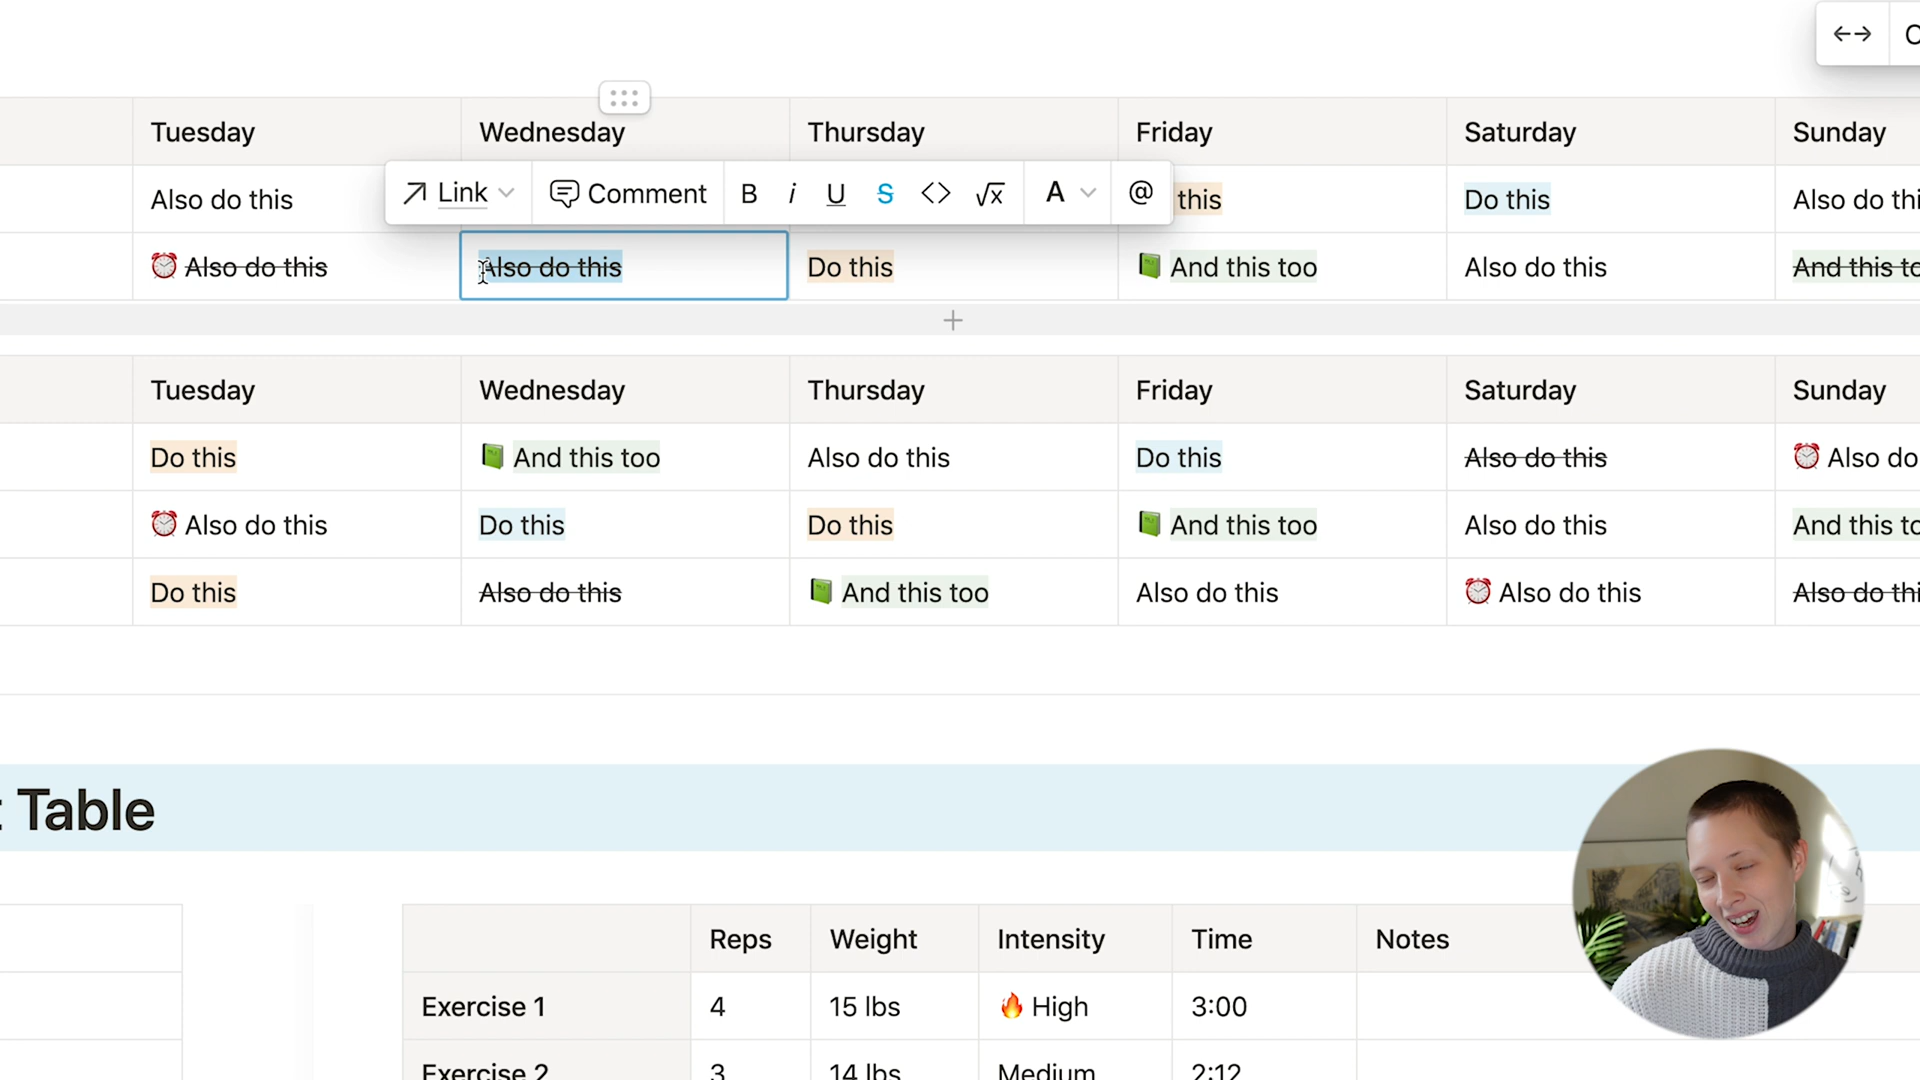 Tuesday Wednesday Thursday Friday Saturday Sunday
Also do this Link Comment B i U S <> √x A @ this Do this Also do thi
⏰ Also do this Also do this Do this 📗 And this too Also do this And this to
+
Tuesday Wednesday Thursday Friday Saturday Sunday
Do this 📗 And this too Also do this Do this Also do this ⏰ Also do
⏰ Also do this Do this Do this 📗 And this too Also do this And this to
Do this Also do this 📗 And this too Also do this ⏰ Also do this Also do thi
Table
Reps Weight Intensity Time Notes
Exercise 1 4 15 lbs 🔥 High 3:00
Exercise 2 3 14 lbs Medium 2:12